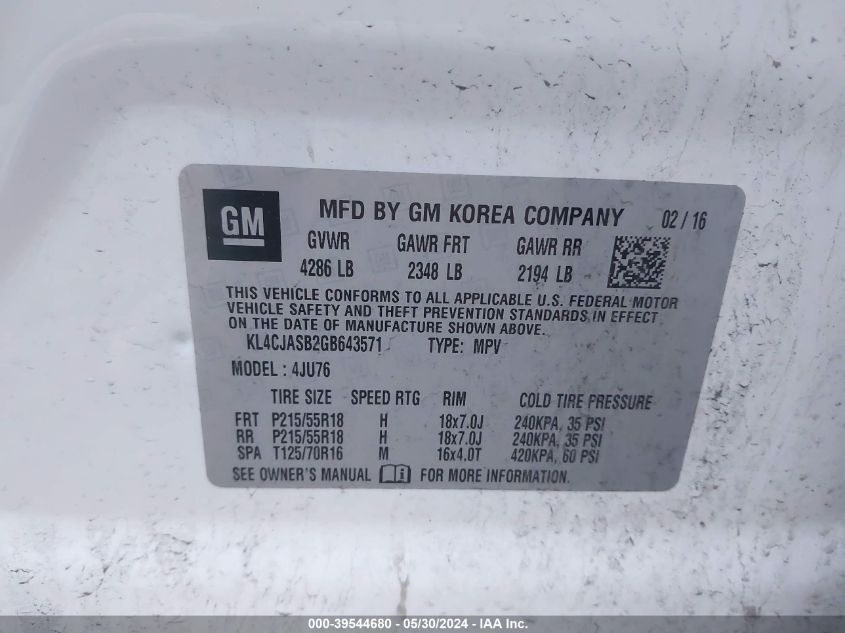 GM MFD BY GM KOREA COMPANY 02 / 16
GVWR GAWR FRT GAWR RR
4286 LB 2348 LB 2194 LB
THIS VEHICLE CONFORMS TO ALL APPLICABLE U.S. FEDERAL MOTOR
VEHICLE SAFETY AND THEFT PREVENTION STANDARDS IN EFFECT
ON THE DATE OF MANUFACTURE SHOWN ABOVE.
KL4CJASB2GB643571 TYPE: MPV
MODEL : 4JU76
TIRE SIZE SPEED RTG RIM COLD TIRE PRESSURE
FRT P215/55R18 H 18x7.0J 240KPA, 35 PSI
RR P215/55R18 H 18x7.0J 240KPA, 35 PSI
SPA T125/70R16 M 16x4.0T 420KPA, 60 PSI
SEE OWNER'S MANUAL i FOR MORE INFORMATION.
000-39544680 - 05/30/2024 - IAA Inc.